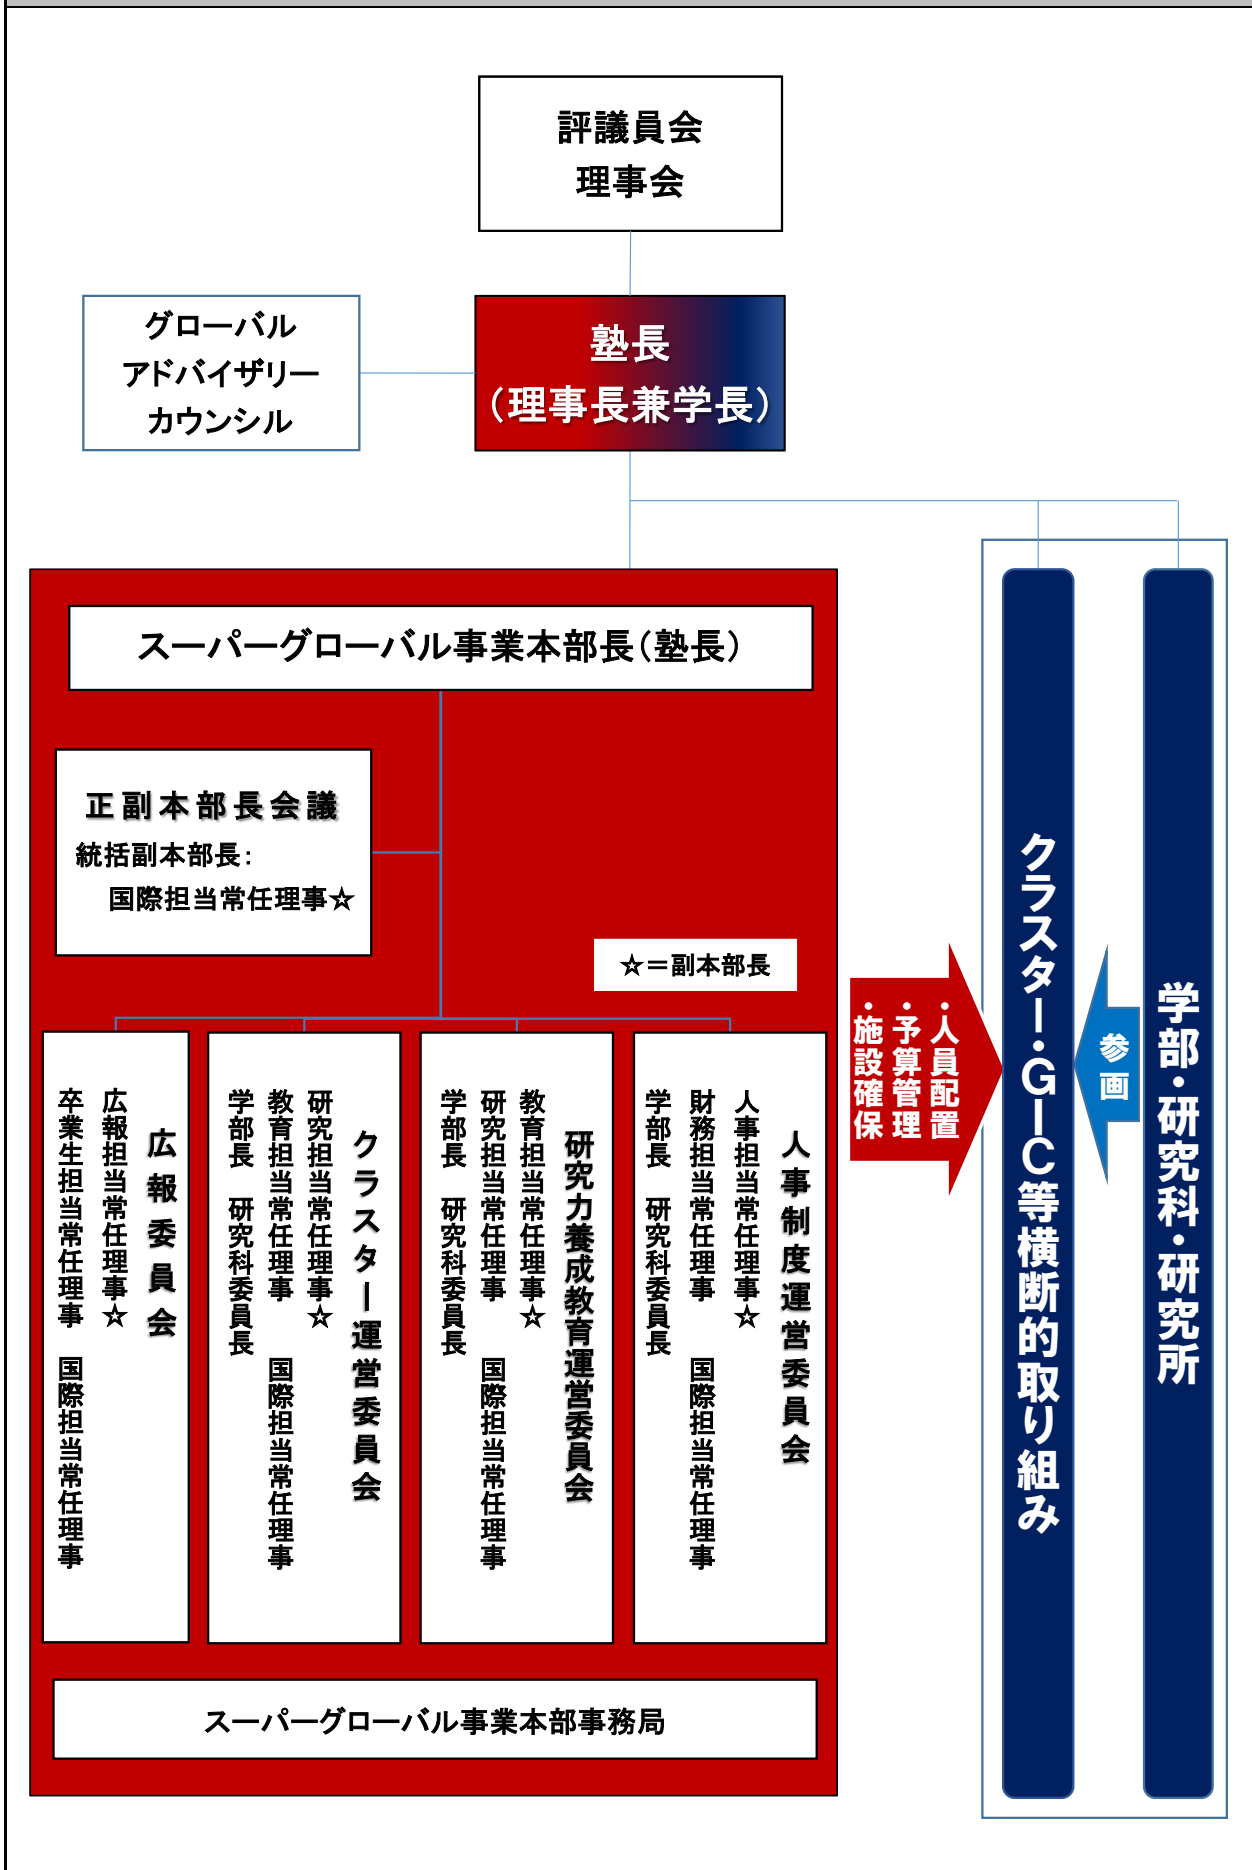 評議員会
理事会
グローバル
アドバイザリー
カウンシル
塾長
（理事長兼学長）
スーパーグローバル事業本部長（塾長）
正副本部長会議
統括副本部長：
国際担当常任理事☆
☆＝副本部長
人事制度運営委員会
人事担当常任理事☆
財務担当常任理事　国際担当常任理事
学部長　研究科委員長
研究力養成教育運営委員会
教育担当常任理事☆
研究担当常任理事　国際担当常任理事
学部長　研究科委員長
クラスター運営委員会
研究担当常任理事☆
教育担当常任理事　国際担当常任理事
学部長　研究科委員長
広報委員会
広報担当常任理事☆
卒業生担当常任理事　国際担当常任理事
スーパーグローバル事業本部事務局
・人員配置
・予算管理
・施設確保
クラスター・GIC等横断的取り組み
参画
学部・研究科・研究所